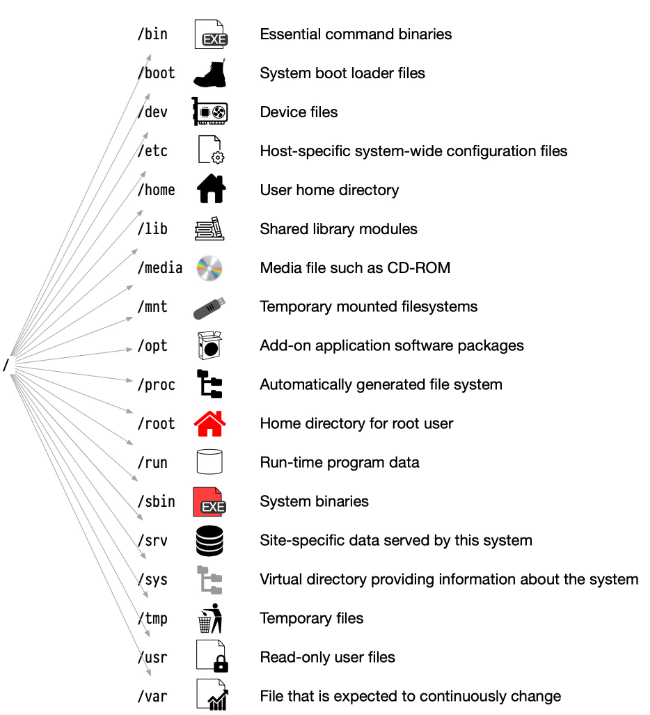 /bin EXE Essential command binaries
/boot System boot loader files
/dev Device files
/etc Host-specific system-wide configuration files
/home User home directory
/lib Shared library modules
/media Media file such as CD-ROM
/mnt Temporary mounted filesystems
/opt Add-on application software packages
/
/proc Automatically generated file system
/root Home directory for root user
/run Run-time program data
/sbin EXE System binaries
/srv Site-specific data served by this system
/sys Virtual directory providing information about the system
/tmp Temporary files
/usr Read-only user files
/var File that is expected to continuously change